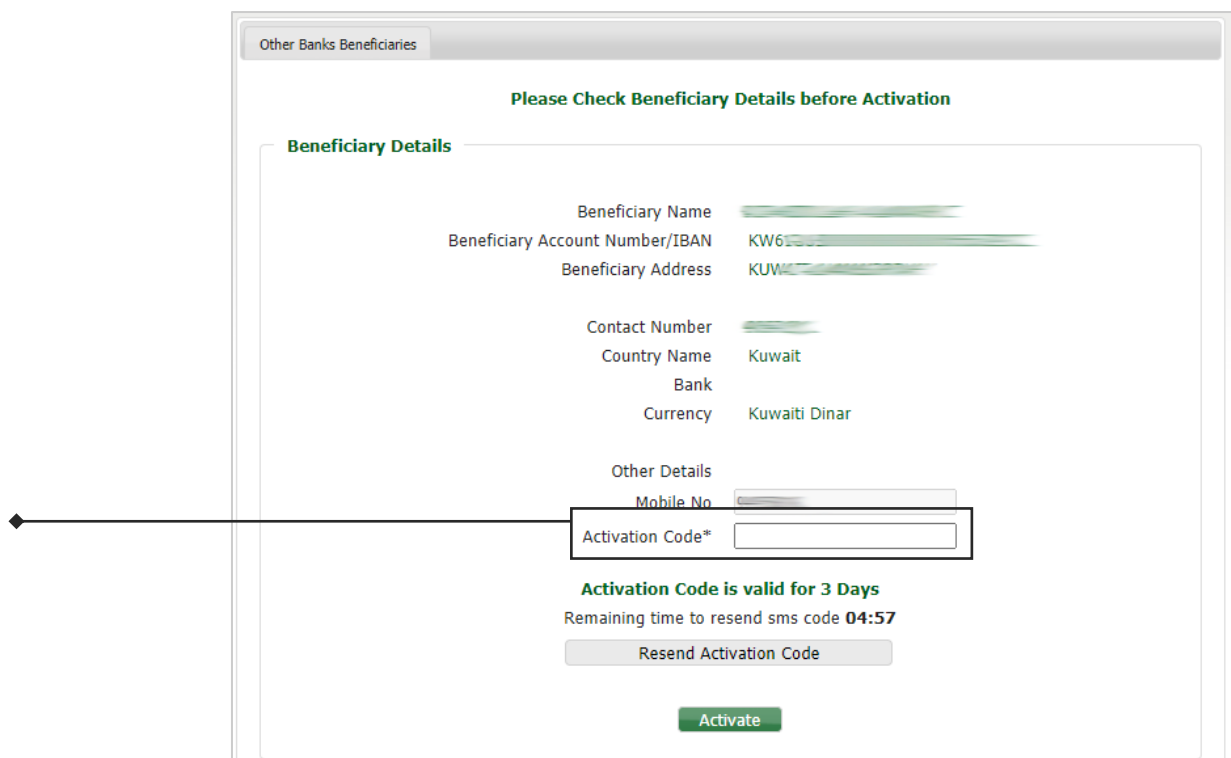 Other Banks Beneficiaries
Please Check Beneficiary Details before Activation
Beneficiary Details
Beneficiary Name
Beneficiary Account Number/IBAN
Beneficiary Address
Contact Number
Country Name Kuwait
Bank
Currency Kuwaiti Dinar
Other Details
Mobile No
Activation Code*
Activation Code is valid for 3 Days
Remaining time to resend sms code 04:57
Resend Activation Code
Activate